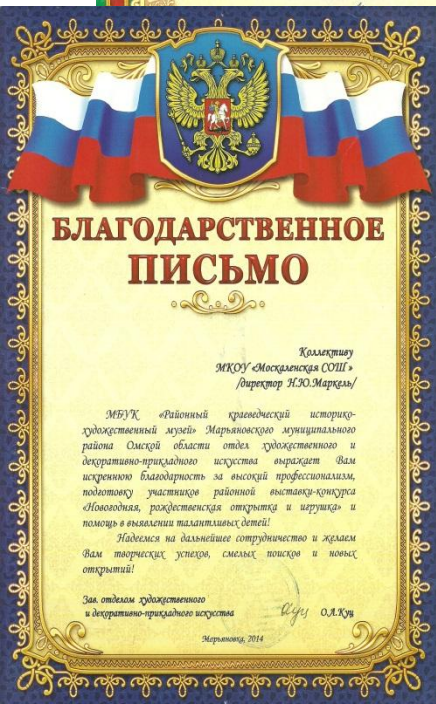 БЛАГОДАРСТВЕННОЕ
ПИСЬМО
Коллективу
МКОУ «Москаленская СОШ»
/директор Н.Ю.Маркель/
МБУК «Районный краеведческий историко-
художественный музей» Марьяновского муниципального
района Омской области отдел художественного и
декоративно-прикладного искусства выражает Вам
искреннюю благодарность за высокий профессионализм,
подготовку участников районной выставки-конкурса
«Новогодняя, рождественская открытка и игрушка» и
помощь в выявлении талантливых детей!
Надеемся на дальнейшее сотрудничество и желаем
Вам творческих успехов, смелых поисков и новых
открытий!
Зав. отделом художественного
и декоративно-прикладного искусства О.А.Куц
Марьяновка, 2014